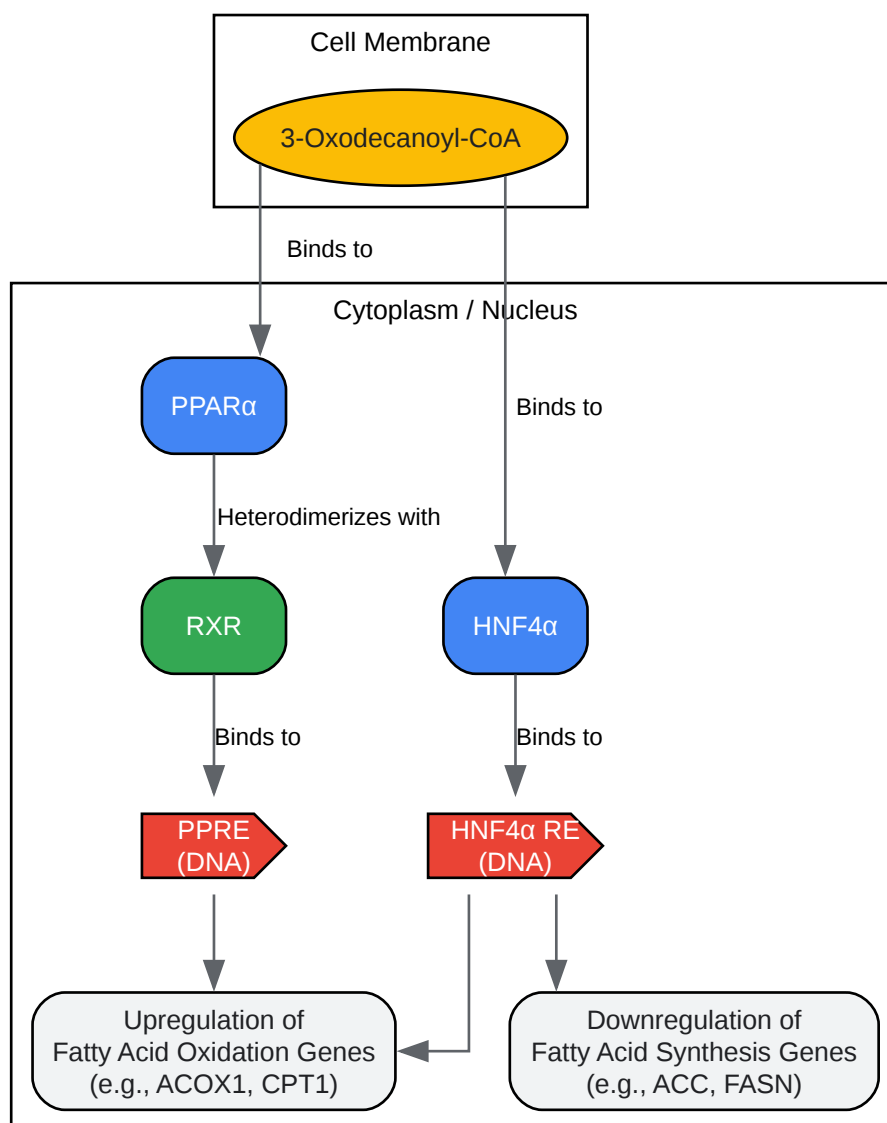 Cell Membrane
3-Oxodecanoyl-CoA
Binds to
Cytoplasm / Nucleus
PPARα
Binds to
Heterodimerizes with
RXR
HNF4α
Binds to
Binds to
PPRE
(DNA)
HNF4α RE
(DNA)
Upregulation of
Fatty Acid Oxidation Genes
(e.g., ACOX1, CPT1)
Downregulation of
Fatty Acid Synthesis Genes
(e.g., ACC, FASN)